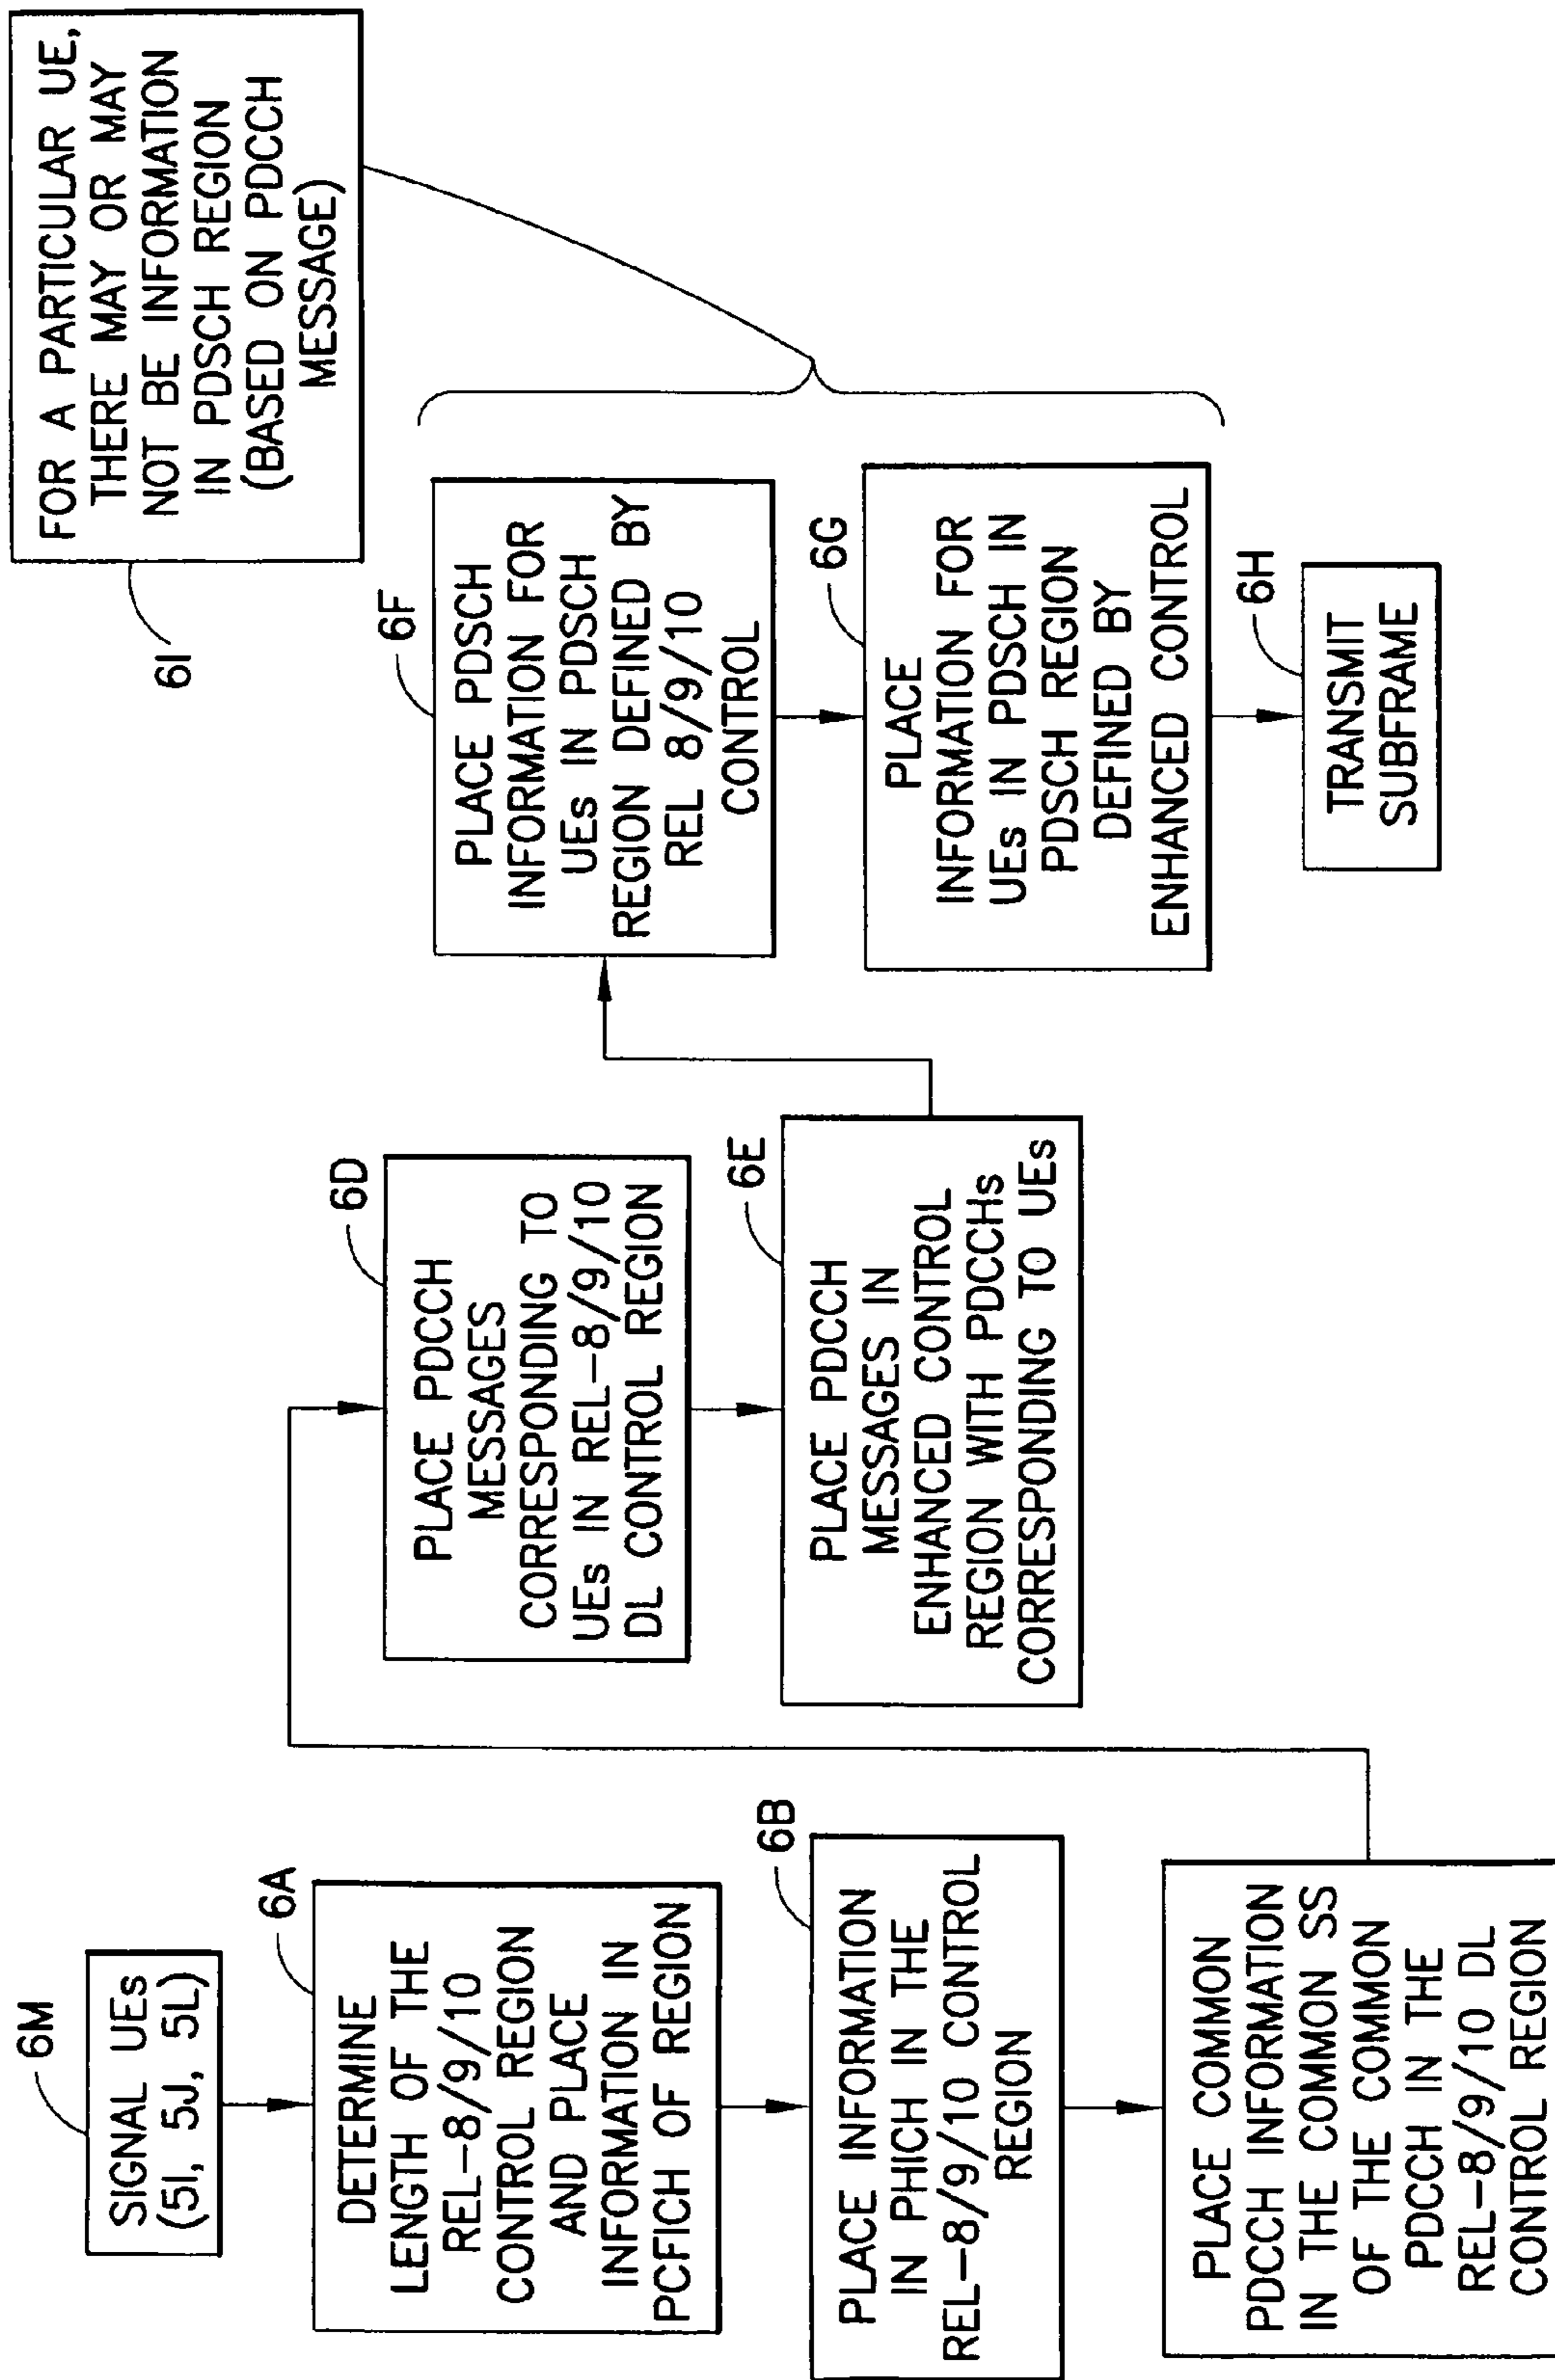 6M
SIGNAL UEs
(5I, 5J, 5L)
6A
DETERMINE
LENGTH OF THE
REL-8/9/10
CONTROL REGION
AND PLACE
INFORMATION IN
PCFICH OF REGION
6B
PLACE INFORMATION
IN PHICH IN THE
REL-8/9/10 CONTROL
REGION
PLACE COMMON
PDCCH INFORMATION
IN THE COMMON SS
OF THE COMMON
PDCCH IN THE
REL-8/9/10 DL
CONTROL REGION
6D
PLACE PDCCH
MESSAGES
CORRESPONDING TO
UEs IN REL-8/9/10
DL CONTROL REGION
6E
PLACE PDCCH
MESSAGES IN
ENHANCED CONTROL
REGION WITH PDCCHs
CORRESPONDING TO UEs
6F
PLACE PDSCH
INFORMATION FOR
UEs IN PDSCH
REGION DEFINED BY
REL 8/9/10
CONTROL
6G
PLACE
INFORMATION FOR
UEs IN PDSCH IN
PDSCH REGION
DEFINED BY
ENHANCED CONTROL
6H
TRANSMIT
SUBFRAME
6I
FOR A PARTICULAR UE,
THERE MAY OR MAY
NOT BE INFORMATION
IN PDSCH REGION
(BASED ON PDCCH
MESSAGE)